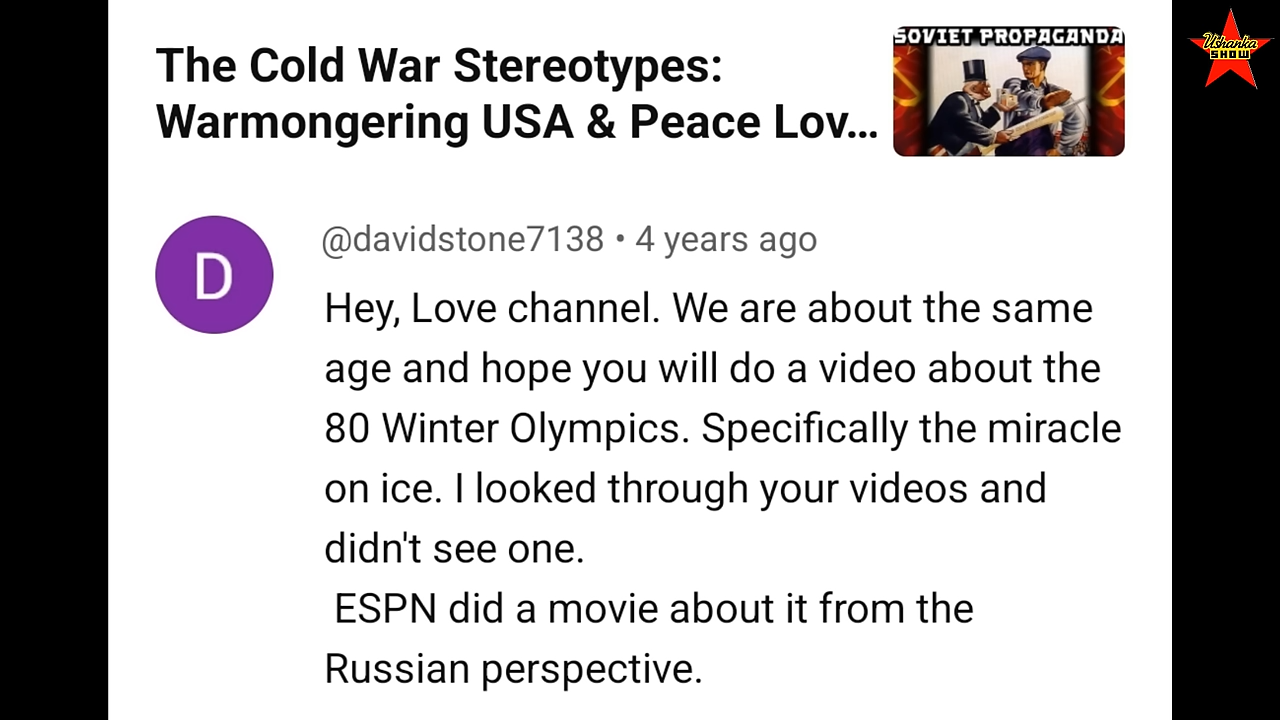 The Cold War Stereotypes:
Warmongering USA & Peace Lov...
SOVIET PROPAGANDA
Ushanka
SHOW
D
@davidstone7138 • 4 years ago
Hey, Love channel. We are about the same
age and hope you will do a video about the
80 Winter Olympics. Specifically the miracle
on ice. I looked through your videos and
didn't see one.
ESPN did a movie about it from the
Russian perspective.